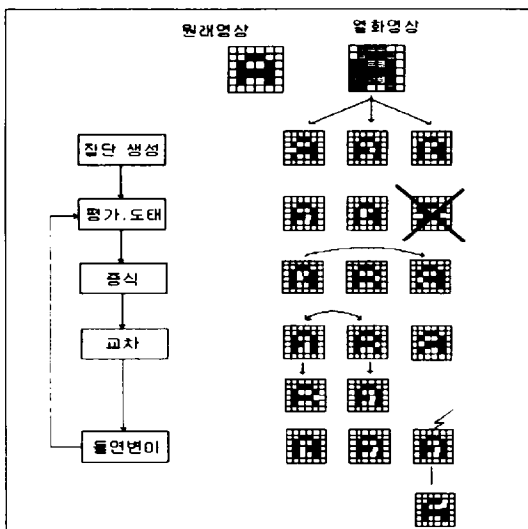 원래영상
열화영상
집단 생성
평가.도태
증식
교차
돌연변이